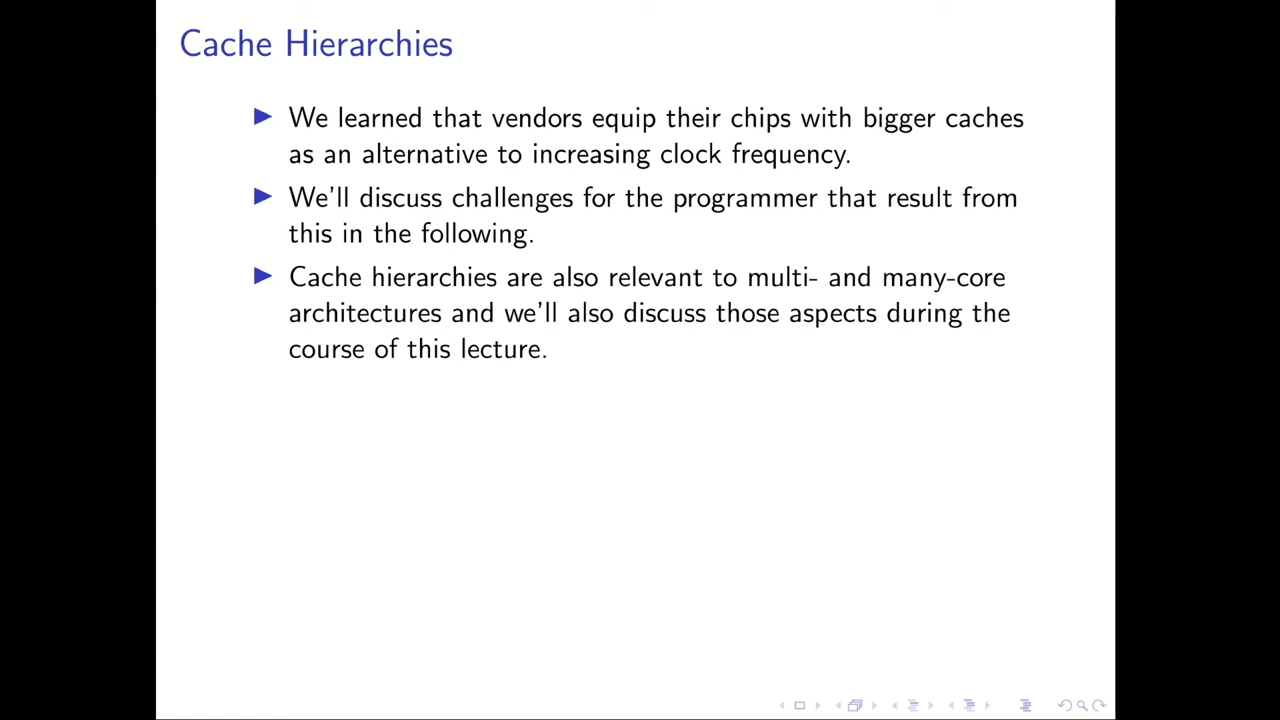 Cache Hierarchies
We learned that vendors equip their chips with bigger caches
as an alternative to increasing clock frequency.
We'll discuss challenges for the programmer that result from
this in the following.
Cache hierarchies are also relevant to multi- and many-core
architectures and we'll also discuss those aspects during the
course of this lecture.